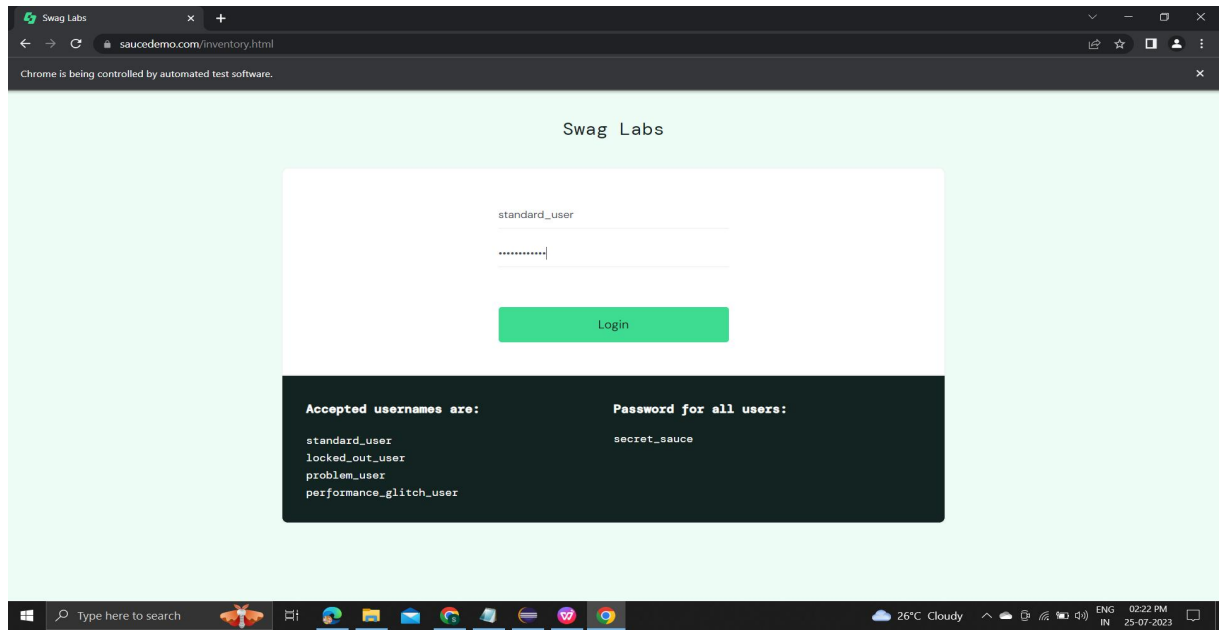 Swag Labs
saucedemo.com/inventory.html
Chrome is being controlled by automated test software.
Swag Labs
standard_user
••••••••••••
Login
Accepted usernames are:
standard_user
locked_out_user
problem_user
performance_glitch_user
Password for all users:
secret_sauce
Type here to search
26°C Cloudy
ENG
IN
02:22 PM
25-07-2023